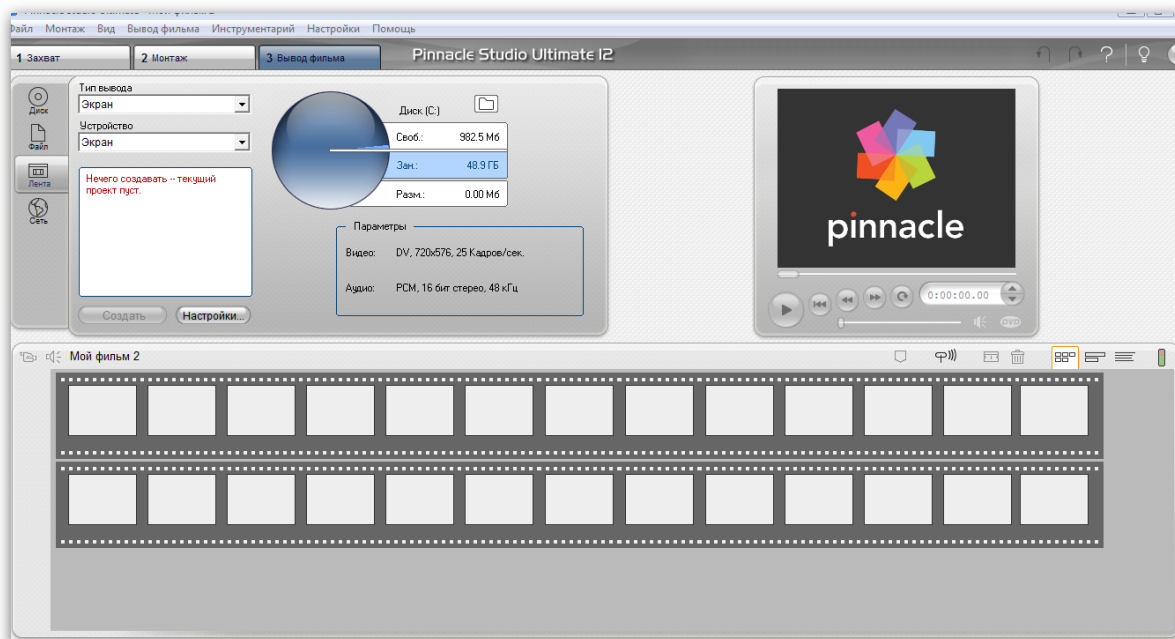 Файл Монтаж Вид Вывод фильма Инструментарий Настройки Помощь
1 Захват
2 Монтаж
3 Вывод фильма
Pinnacle Studio Ultimate 12
Диск
Файл
Лента
Сеть
Тип вывода
Экран
Устройство
Экран
Нечего создавать -- текущий
проект пуст.
Создать
Настройки...
Диск (C:)
Своб.: 982.5 Мб
Зан.: 48.9 ГБ
Разм.: 0.00 Мб
Параметры
Видео: DV, 720x576, 25 Кадров/сек.
Аудио: PCM, 16 бит стерео, 48 кГц
pinnacle
0:00:00.00
DVD
Мой фильм 2